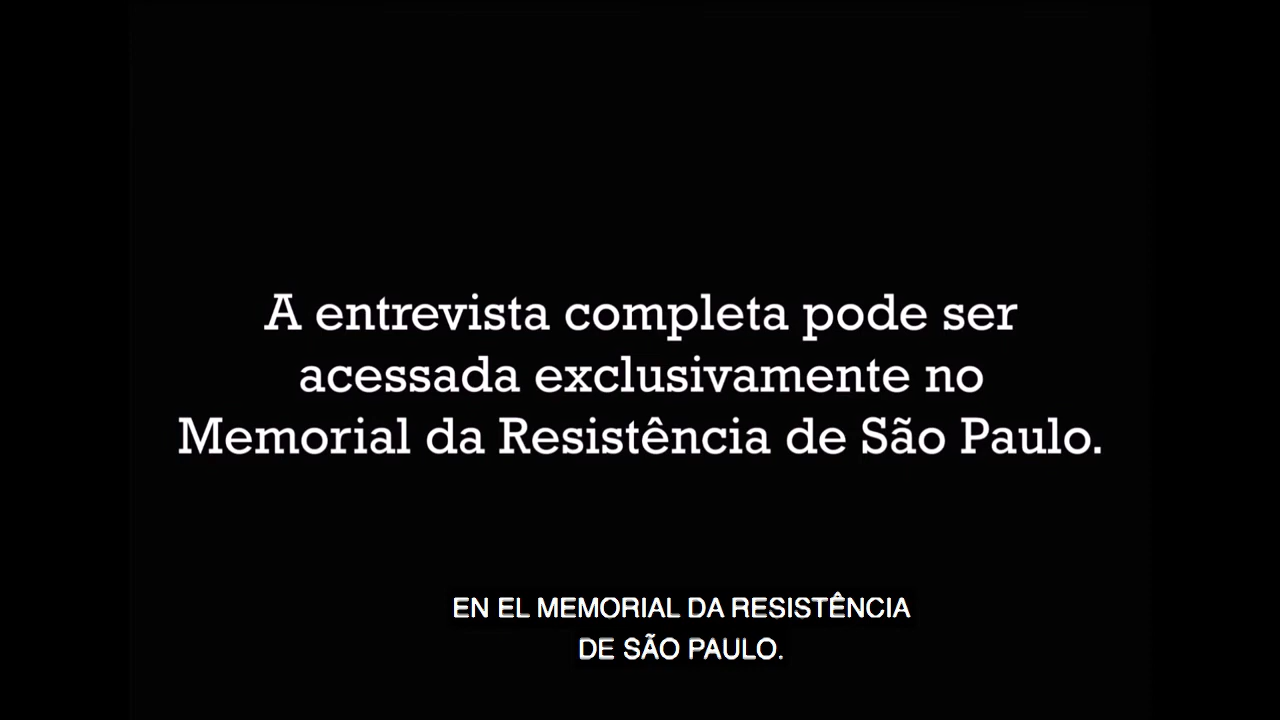 A entrevista completa pode ser
acessada exclusivamente no
Memorial da Resistência de São Paulo.
EN EL MEMORIAL DA RESISTÊNCIA
DE SÃO PAULO.